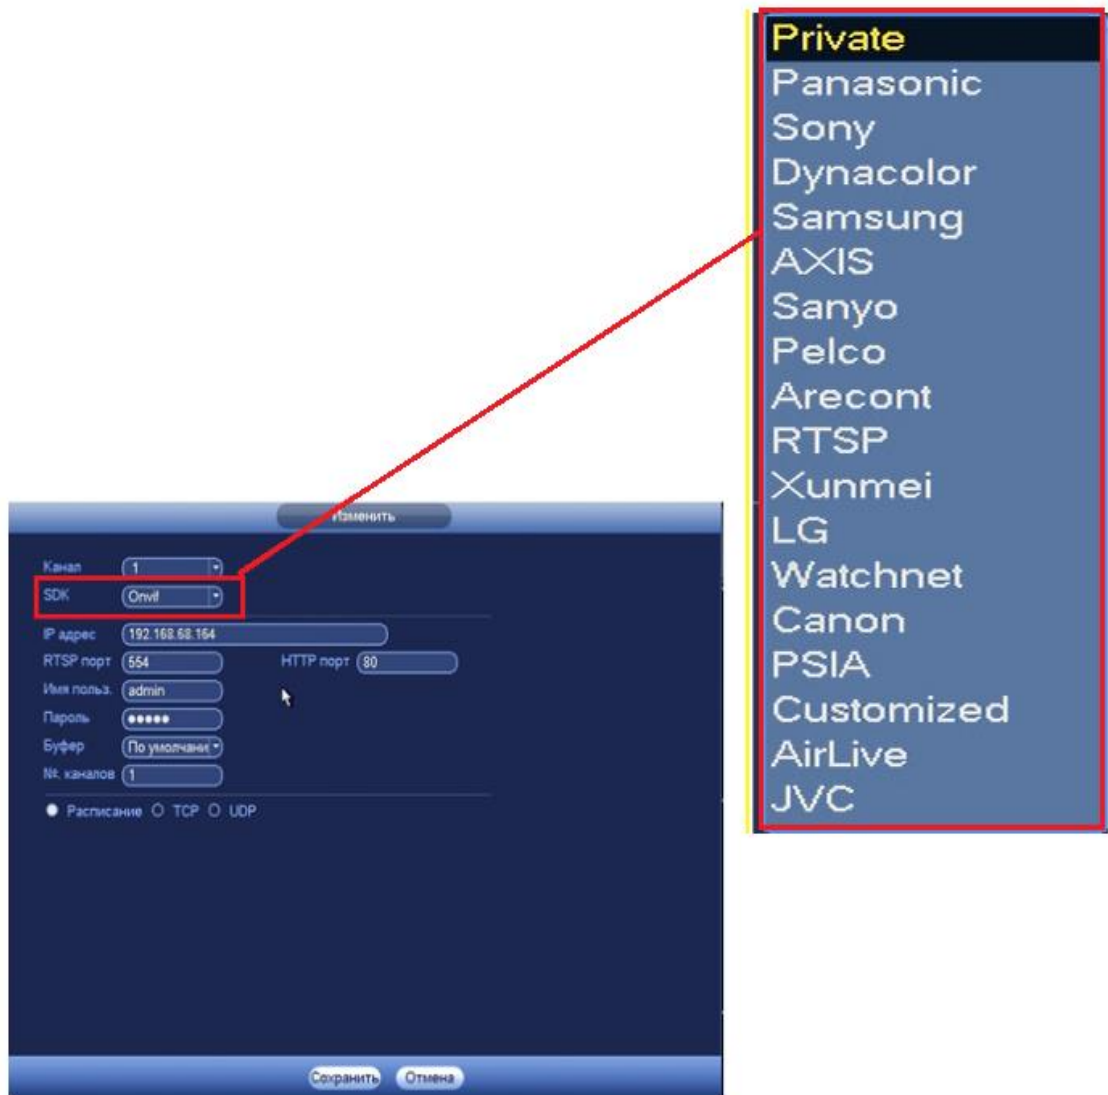 Private
Panasonic
Sony
Dynacolor
Samsung
AXIS
Sanyo
Pelco
Arecont
RTSP
Xunmei
LG
Watchnet
Canon
PSIA
Customized
AirLive
JVC
Изменить
Канал 1
SDK Onvif
IP адрес 192.168.68.164
RTSP порт 554 HTTP порт 80
Имя польз. admin
Пароль ●●●●●
Буфер По умолчани
№. каналов 1
Расписание TCP UDP
Сохранить Отмена